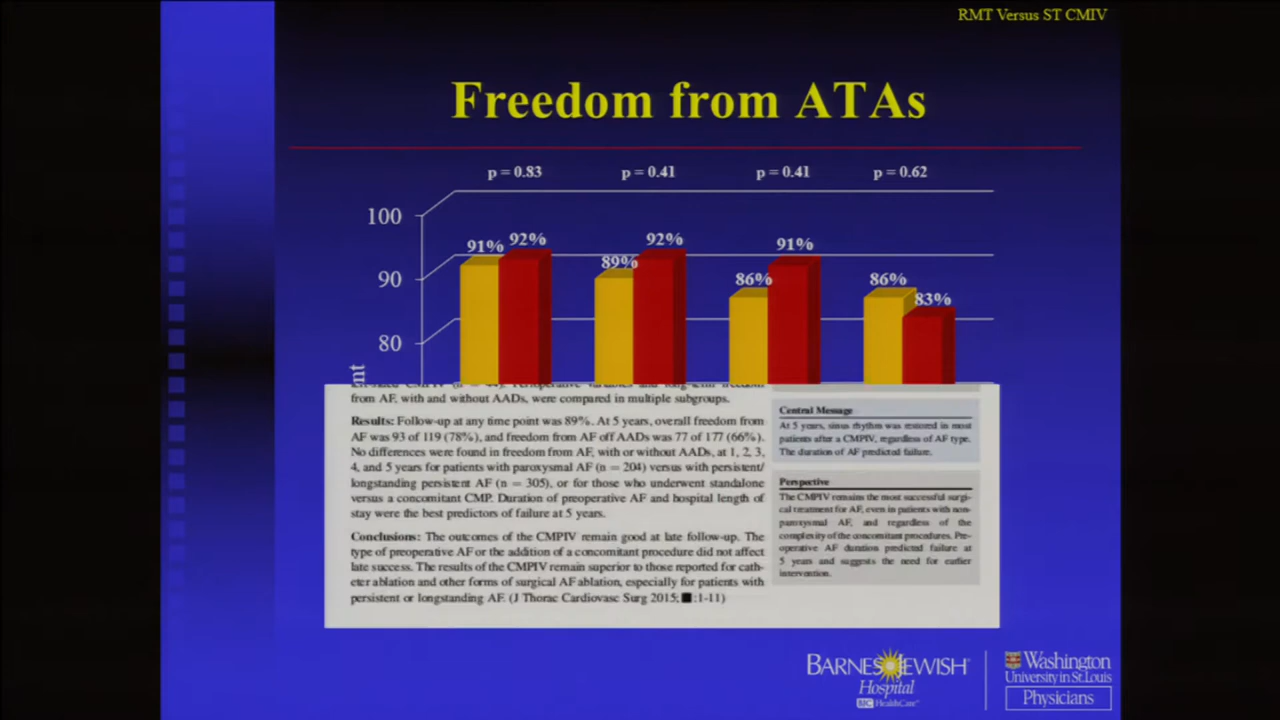 RMT Versus ST CMIV
Freedom from ATAs
p = 0.83 p = 0.41 p = 0.41 p = 0.62
100
90
80
91% 92% 89% 92% 86% 91% 86% 83%
nt
from AF, with and without AADs, were compared in multiple subgroups.
Results: Follow-up at any time point was 89%. At 5 years, overall freedom from
AF was 93 of 119 (78%), and freedom from AF off AADs was 77 of 177 (66%).
No differences were found in freedom from AF, with or without AADs, at 1, 2, 3,
4, and 5 years for patients with paroxysmal AF (n = 204) versus with persistent/
longstanding persistent AF (n = 305), or for those who underwent standalone
versus a concomitant CMP. Duration of preoperative AF and hospital length of
stay were the best predictors of failure at 5 years.
Conclusions: The outcomes of the CMPIV remain good at late follow-up. The
type of preoperative AF or the addition of a concomitant procedure did not affect
late success. The results of the CMPIV remain superior to those reported for cath-
eter ablation and other forms of surgical AF ablation, especially for patients with
persistent or longstanding AF. (J Thorac Cardiovasc Surg 2015;■:1-11)
Central Message
At 5 years, sinus rhythm was restored in most
patients after a CMPIV, regardless of AF type.
The duration of AF predicted failure.
Perspective
The CMPIV remains the most successful surgi-
cal treatment for AF, even in patients with non-
paroxysmal AF, and regardless of the
complexity of the concomitant procedures. Pre-
operative AF duration predicted failure at
5 years and suggests the need for earlier
intervention.
BARNES JEWISH
Hospital
BJC HealthCare
Washington
University in St. Louis
Physicians